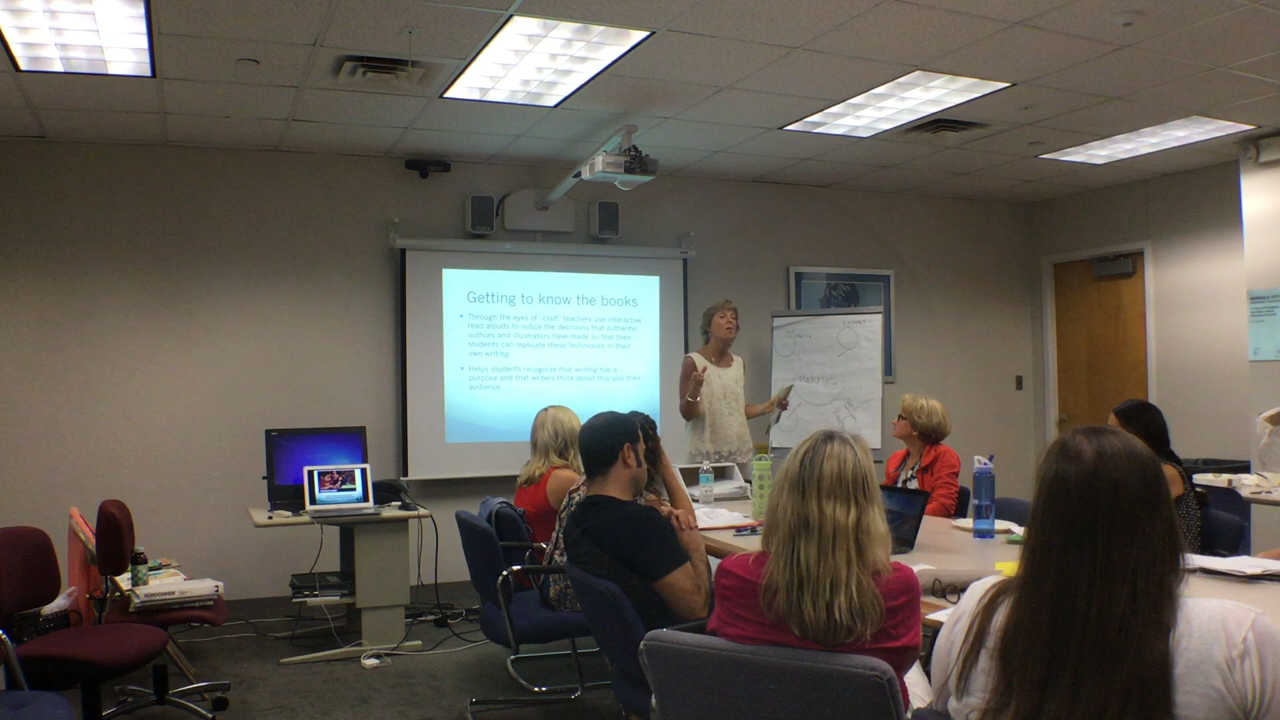 Getting to know the books
Through the eyes of "craft" teachers use interactive
read alouds to notice the decisions that authentic
authors and illustrators have made so that their
students can replicate these techniques in their
own writing.
Helps students recognize that writing has a
purpose and that writers think about this and their
audience.
Puddles